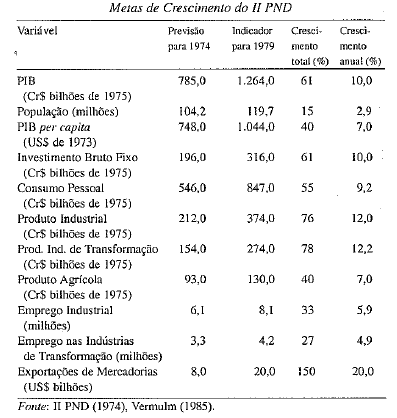 Metas de Crescimento do II PND
Variável Previsão Indicador Cresci- Cresci-
para 1974 para 1979 mento mento
total (%) anual (%)
PIB 785,0 1.264,0 61 10,0
(Cr$ bilhões de 1975)
População (milhões) 104,2 119,7 15 2,9
PIB per capita 748,0 1.044,0 40 7,0
(US$ de 1973)
Investimento Bruto Fixo 196,0 316,0 61 10,0
(Cr$ bilhões de 1975)
Consumo Pessoal 546,0 847,0 55 9,2
(Cr$ bilhões de 1975)
Produto Industrial 212,0 374,0 76 12,0
(Cr$ bilhões de 1975)
Prod. Ind. de Transformação 154,0 274,0 78 12,2
(Cr$ bilhões de 1975)
Produto Agrícola 93,0 130,0 40 7,0
(Cr$ bilhões de 1975)
Emprego Industrial 6,1 8,1 33 5,9
(milhões)
Emprego nas Indústrias 3,3 4,2 27 4,9
de Transformação (milhões)
Exportações de Mercadorias 8,0 20,0 150 20,0
(US$ bilhões)
Fonte: II PND (1974), Vermulm (1985).